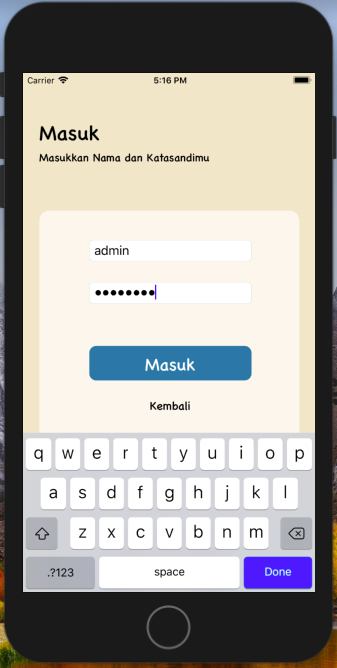 Carrier 5:16 PM
Masuk
Masukkan Nama dan Katasandimu
admin
••••••••
Masuk
Kembali
q w e r t y u i o p
a s d f g h j k l
z x c v b n m
.?123 space Done